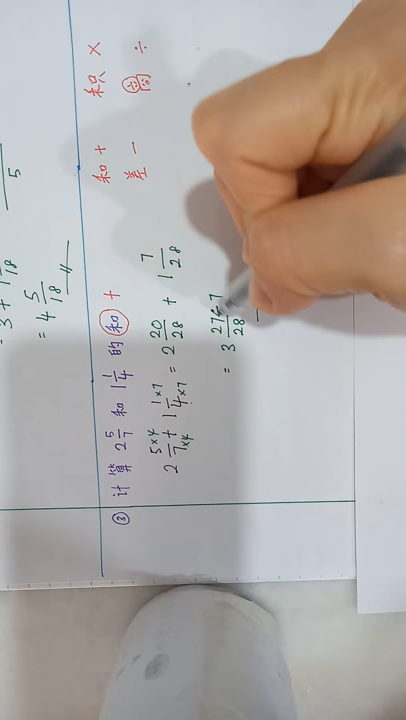 = 4 5/18
③ 计算 2 5/7 和 1 1/4 的 和 +
和 + 积 ×
差 - 商 ÷
2 5×4/7×4 + 1 1×7/4×7 = 2 20/28 + 1 7/28
= 3 27/28